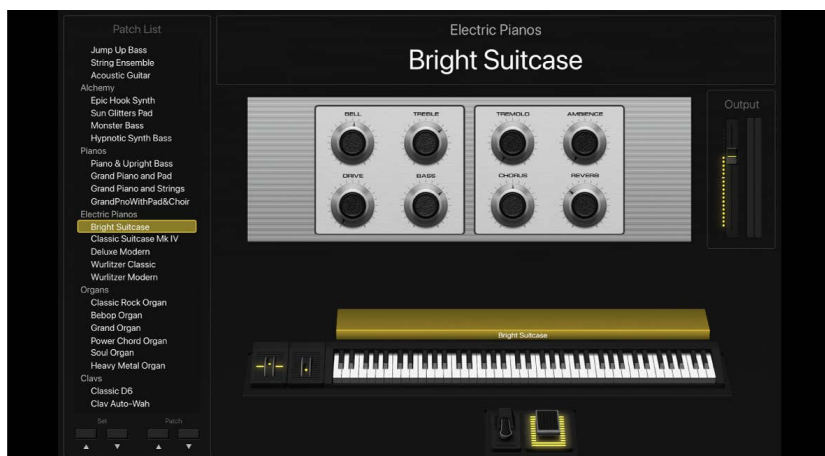 Patch List
Jump Up Bass
String Ensemble
Acoustic Guitar
Alchemy
Epic Hook Synth
Sun Glitters Pad
Monster Bass
Hypnotic Synth Bass
Pianos
Piano & Upright Bass
Grand Piano and Pad
Grand Piano and Strings
GrandPnoWithPad&Choir
Electric Pianos
Bright Suitcase
Classic Suitcase Mk IV
Deluxe Modern
Wurlitzer Classic
Wurlitzer Modern
Organs
Classic Rock Organ
Bebop Organ
Grand Organ
Power Chord Organ
Soul Organ
Heavy Metal Organ
Clavs
Classic D6
Clav Auto-Wah
Set Patch
Electric Pianos
Bright Suitcase
BELL TREBLE TREMOLO AMBIENCE
DRIVE BASS CHORUS REVERB
Output
Bright Suitcase